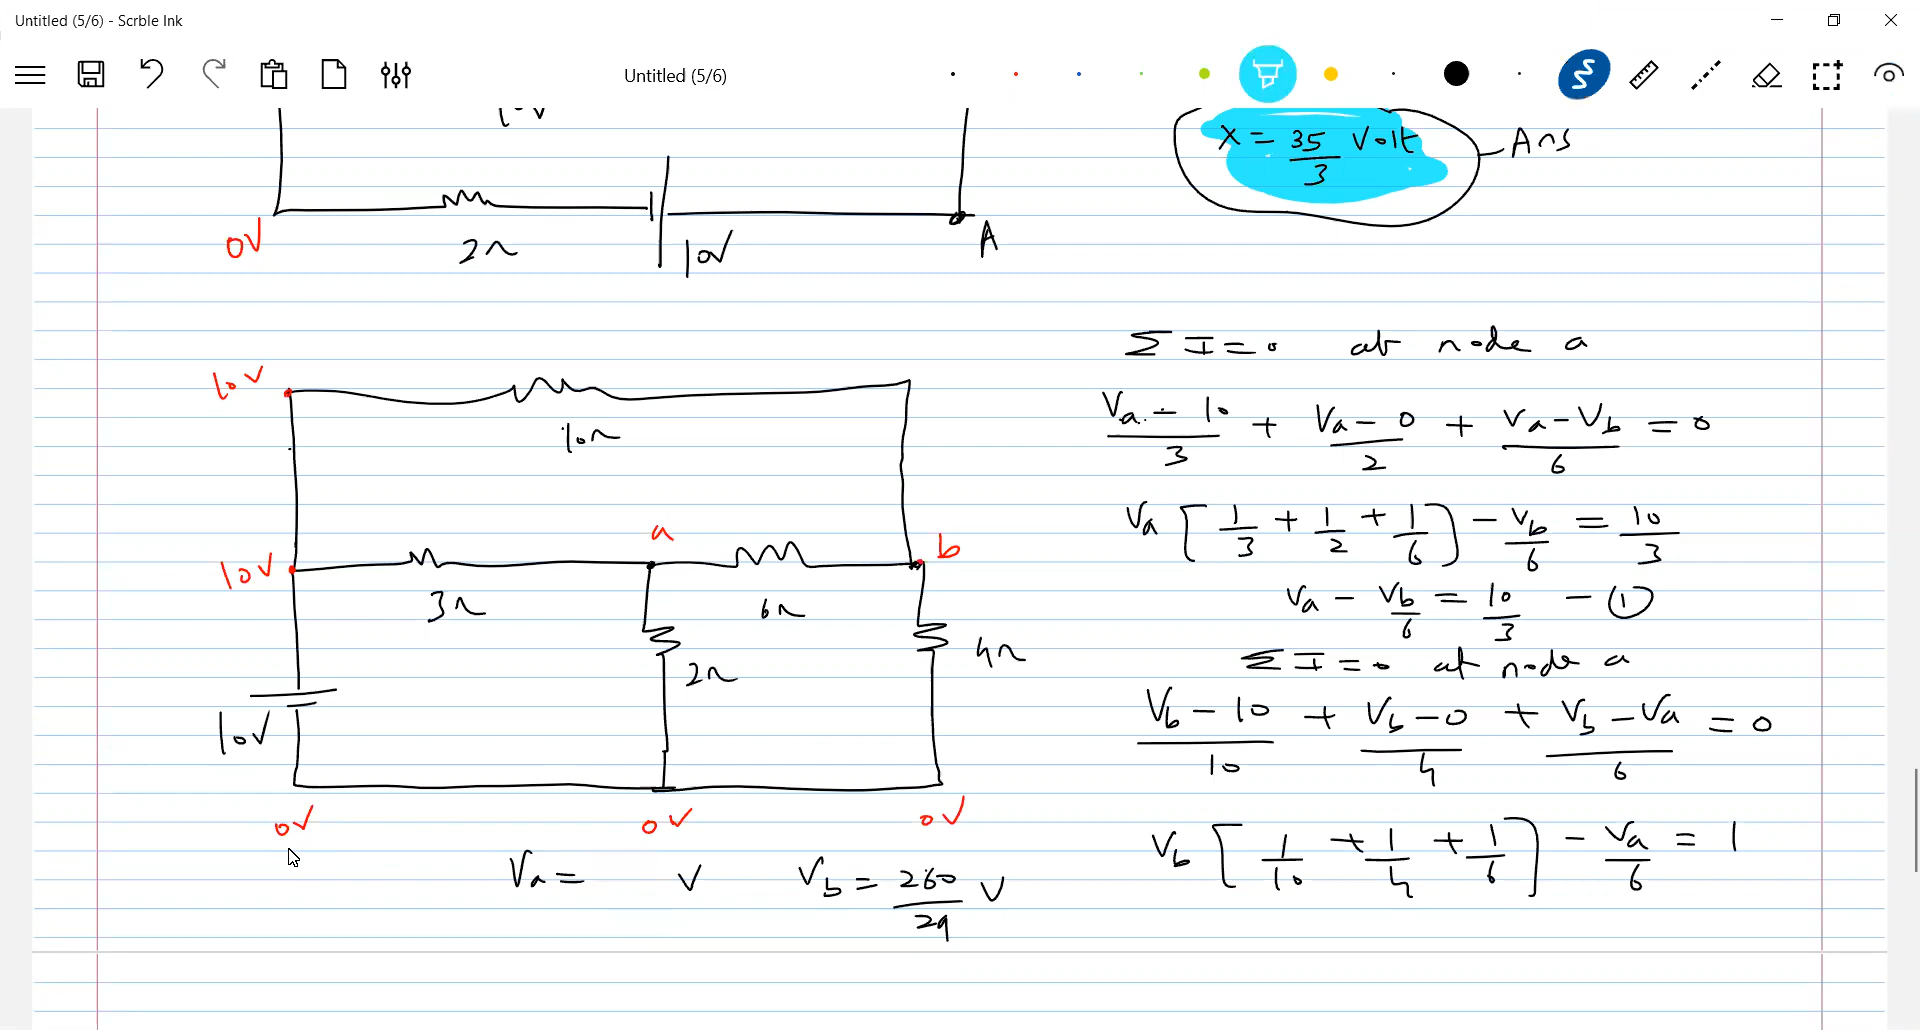 Untitled (5/6) - Scrble Ink
Untitled (5/6)
10V
x = 35/3 Volt
Ans
0V
2Ω
10V
A
10V
10Ω
10V
a
b
3Ω
6Ω
2Ω
4Ω
10V
0V
0V
0V
Va = V
Vb = 260/29 V
Σ I = 0 at node a
(Va - 10)/3 + (Va - 0)/2 + (Va - Vb)/6 = 0
Va [1/3 + 1/2 + 1/6] - Vb/6 = 10/3
Va - Vb/6 = 10/3 - ①
Σ I = 0 at node a
(Vb - 10)/10 + (Vb - 0)/4 + (Vb - Va)/6 = 0
Vb [1/10 + 1/4 + 1/6] - Va/6 = 1